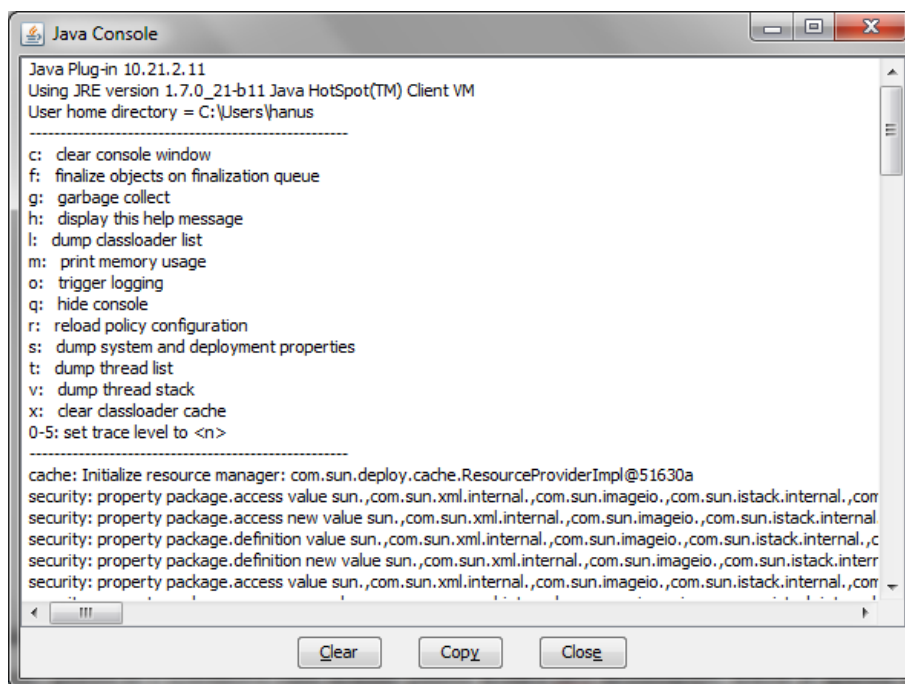 Java Console
Java Plug-in 10.21.2.11
Using JRE version 1.7.0_21-b11 Java HotSpot(TM) Client VM
User home directory = C:\Users\hanus
----------------------------------------------------
c:   clear console window
f:   finalize objects on finalization queue
g:   garbage collect
h:   display this help message
l:   dump classloader list
m:   print memory usage
o:   trigger logging
q:   hide console
r:   reload policy configuration
s:   dump system and deployment properties
t:   dump thread list
v:   dump thread stack
x:   clear classloader cache
0-5: set trace level to <n>
----------------------------------------------------
cache: Initialize resource manager: com.sun.deploy.cache.ResourceProviderImpl@51630a
security: property package.access value sun.,com.sun.xml.internal.,com.sun.imageio.,com.sun.istack.internal.,com
security: property package.access new value sun.,com.sun.xml.internal.,com.sun.imageio.,com.sun.istack.internal.
security: property package.definition value sun.,com.sun.xml.internal.,com.sun.imageio.,com.sun.istack.internal.,c
security: property package.definition new value sun.,com.sun.xml.internal.,com.sun.imageio.,com.sun.istack.intern
security: property package.access value sun.,com.sun.xml.internal.,com.sun.imageio.,com.sun.istack.internal.,com
Clear Copy Close